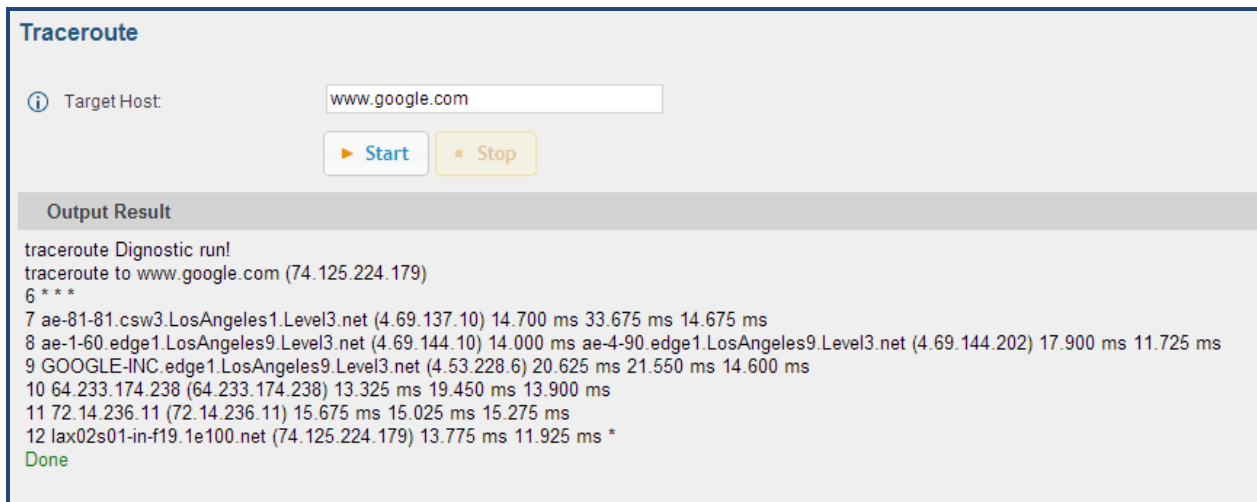 Traceroute
Target Host:
www.google.com
Start
Stop
Output Result
traceroute Dignostic run!
traceroute to www.google.com (74.125.224.179)
6 * * *
7 ae-81-81.csw3.LosAngeles1.Level3.net (4.69.137.10) 14.700 ms 33.675 ms 14.675 ms
8 ae-1-60.edge1.LosAngeles9.Level3.net (4.69.144.10) 14.000 ms ae-4-90.edge1.LosAngeles9.Level3.net (4.69.144.202) 17.900 ms 11.725 ms
9 GOOGLE-INC.edge1.LosAngeles9.Level3.net (4.53.228.6) 20.625 ms 21.550 ms 14.600 ms
10 64.233.174.238 (64.233.174.238) 13.325 ms 19.450 ms 13.900 ms
11 72.14.236.11 (72.14.236.11) 15.675 ms 15.025 ms 15.275 ms
12 lax02s01-in-f19.1e100.net (74.125.224.179) 13.775 ms 11.925 ms *
Done